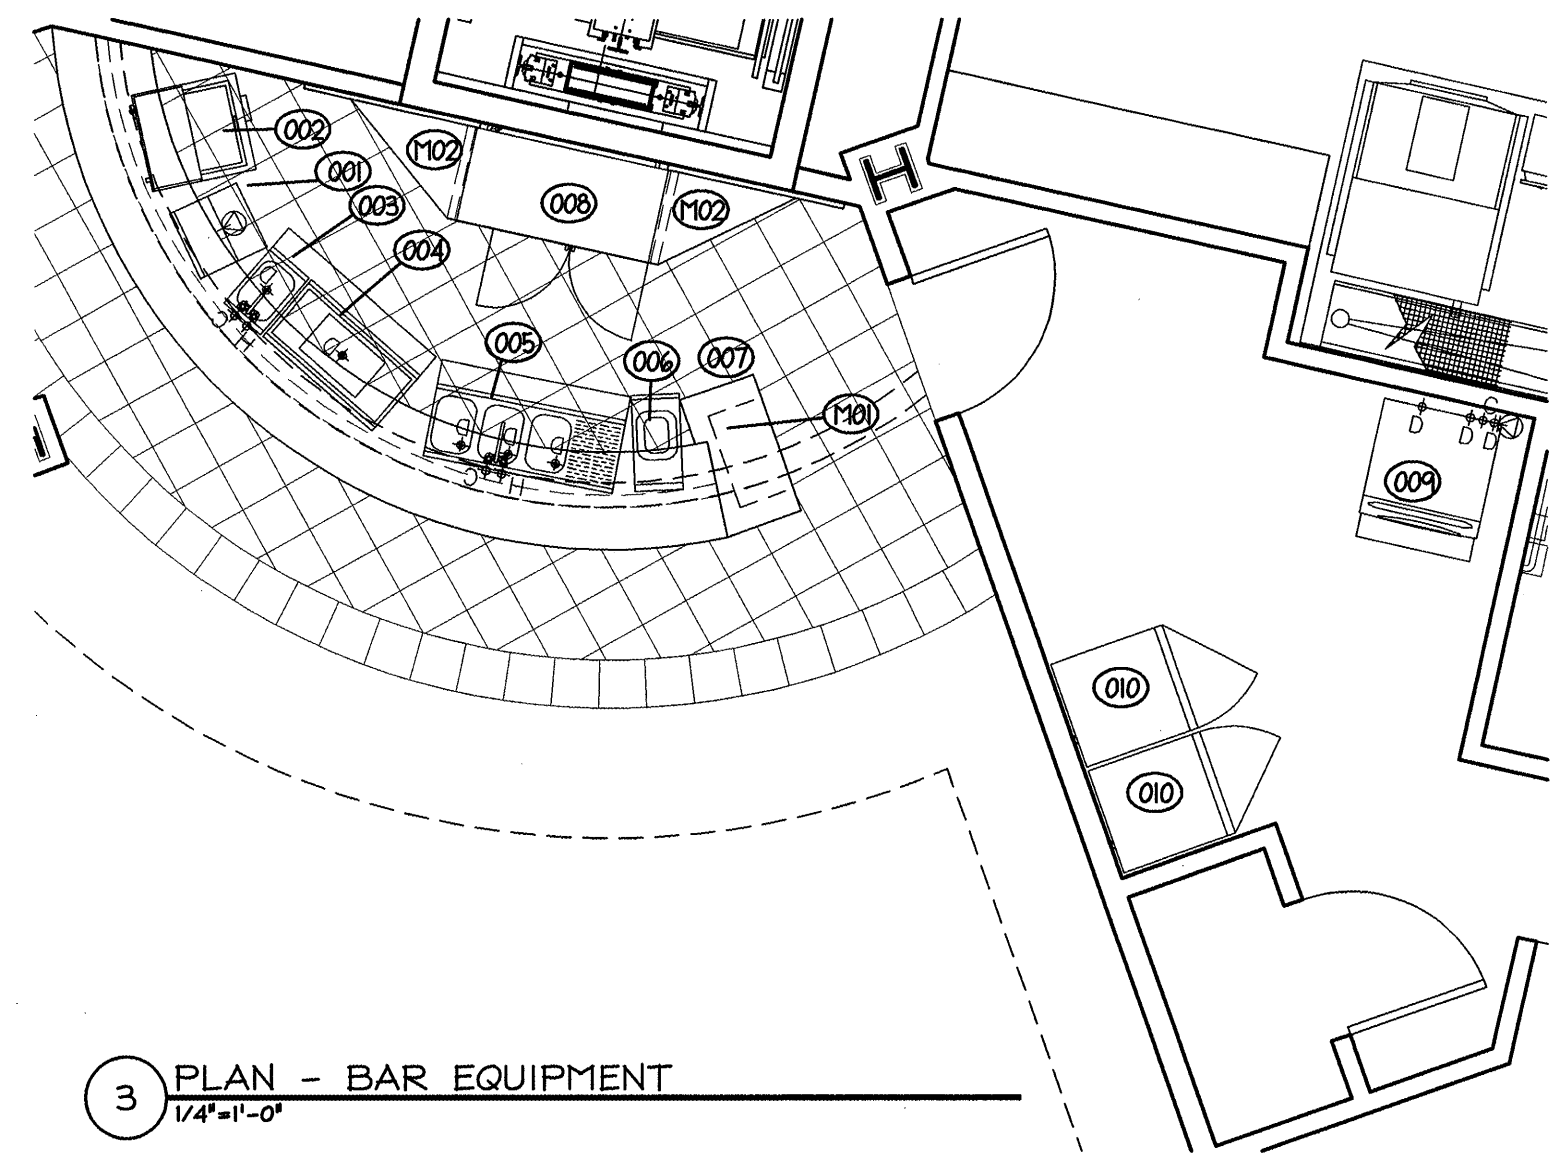 002
M02
001
003
008
M02
004
005
006
007
M01
C
D
D
D
009
C
H
C
H
010
010
3
PLAN - BAR EQUIPMENT
1/4"=1'-0"